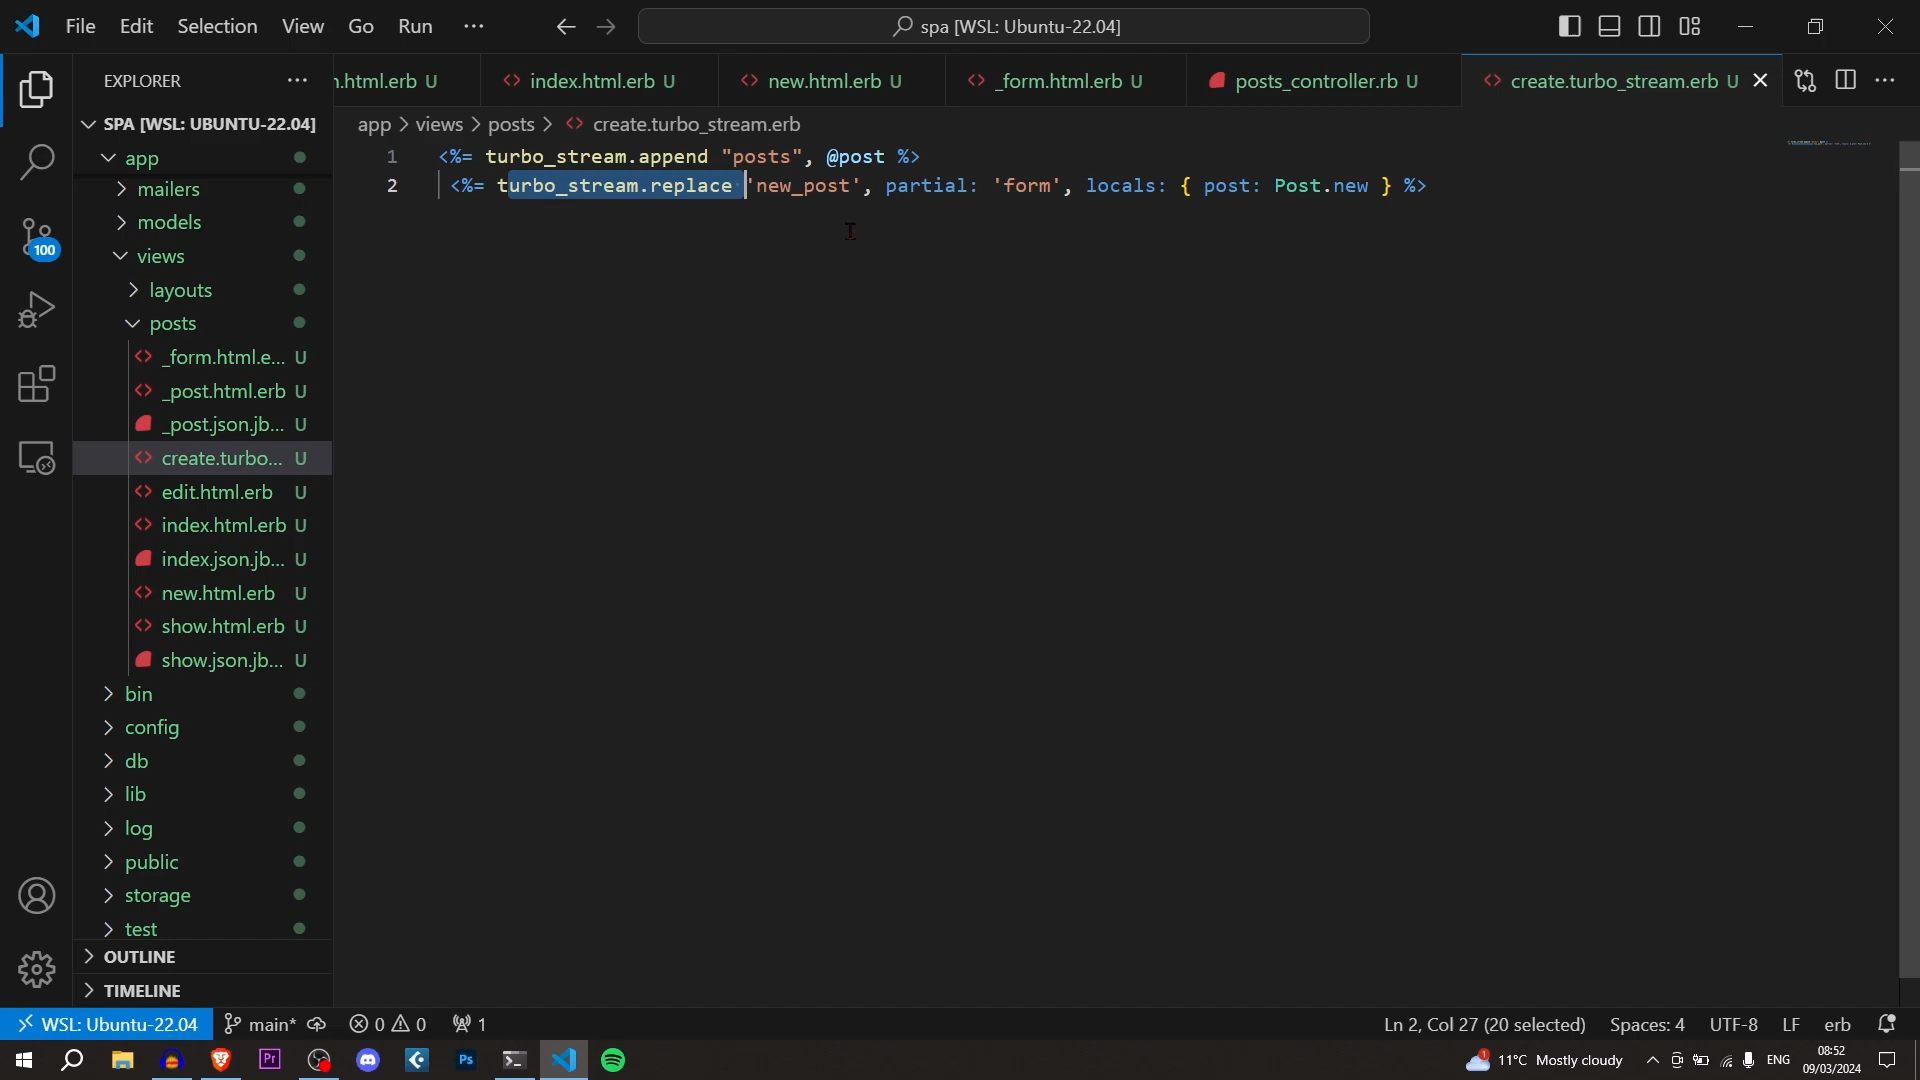 File Edit Selection View Go Run ···
spa [WSL: Ubuntu-22.04]
EXPLORER ···
n.html.erb U
index.html.erb U
new.html.erb U
_form.html.erb U
posts_controller.rb U
create.turbo_stream.erb U
SPA [WSL: UBUNTU-22.04]
app > views > posts > create.turbo_stream.erb
app
mailers
models
views
layouts
posts
_form.html.e... U
_post.html.erb U
_post.json.jb... U
create.turbo... U
edit.html.erb U
index.html.erb U
index.json.jb... U
new.html.erb U
show.html.erb U
show.json.jb... U
bin
config
db
lib
log
public
storage
test
OUTLINE
TIMELINE
100
1 <%= turbo_stream.append "posts", @post %>
2 <%= turbo_stream.replace 'new_post', partial: 'form', locals: { post: Post.new } %>
WSL: Ubuntu-22.04 main* 0 0 1
Ln 2, Col 27 (20 selected) Spaces: 4 UTF-8 LF erb
Pr Ps
1 11°C Mostly cloudy ENG
08:52
09/03/2024